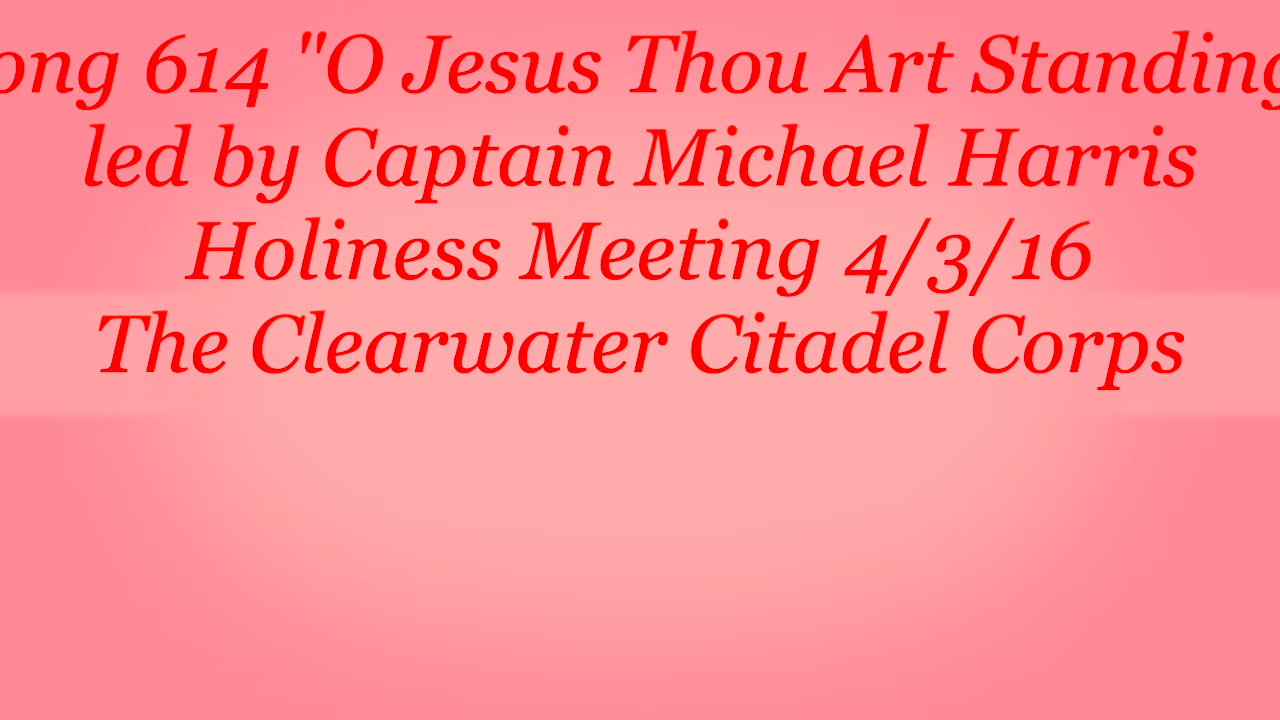 ong 614 "O Jesus Thou Art Standing
led by Captain Michael Harris
Holiness Meeting 4/3/16
The Clearwater Citadel Corps